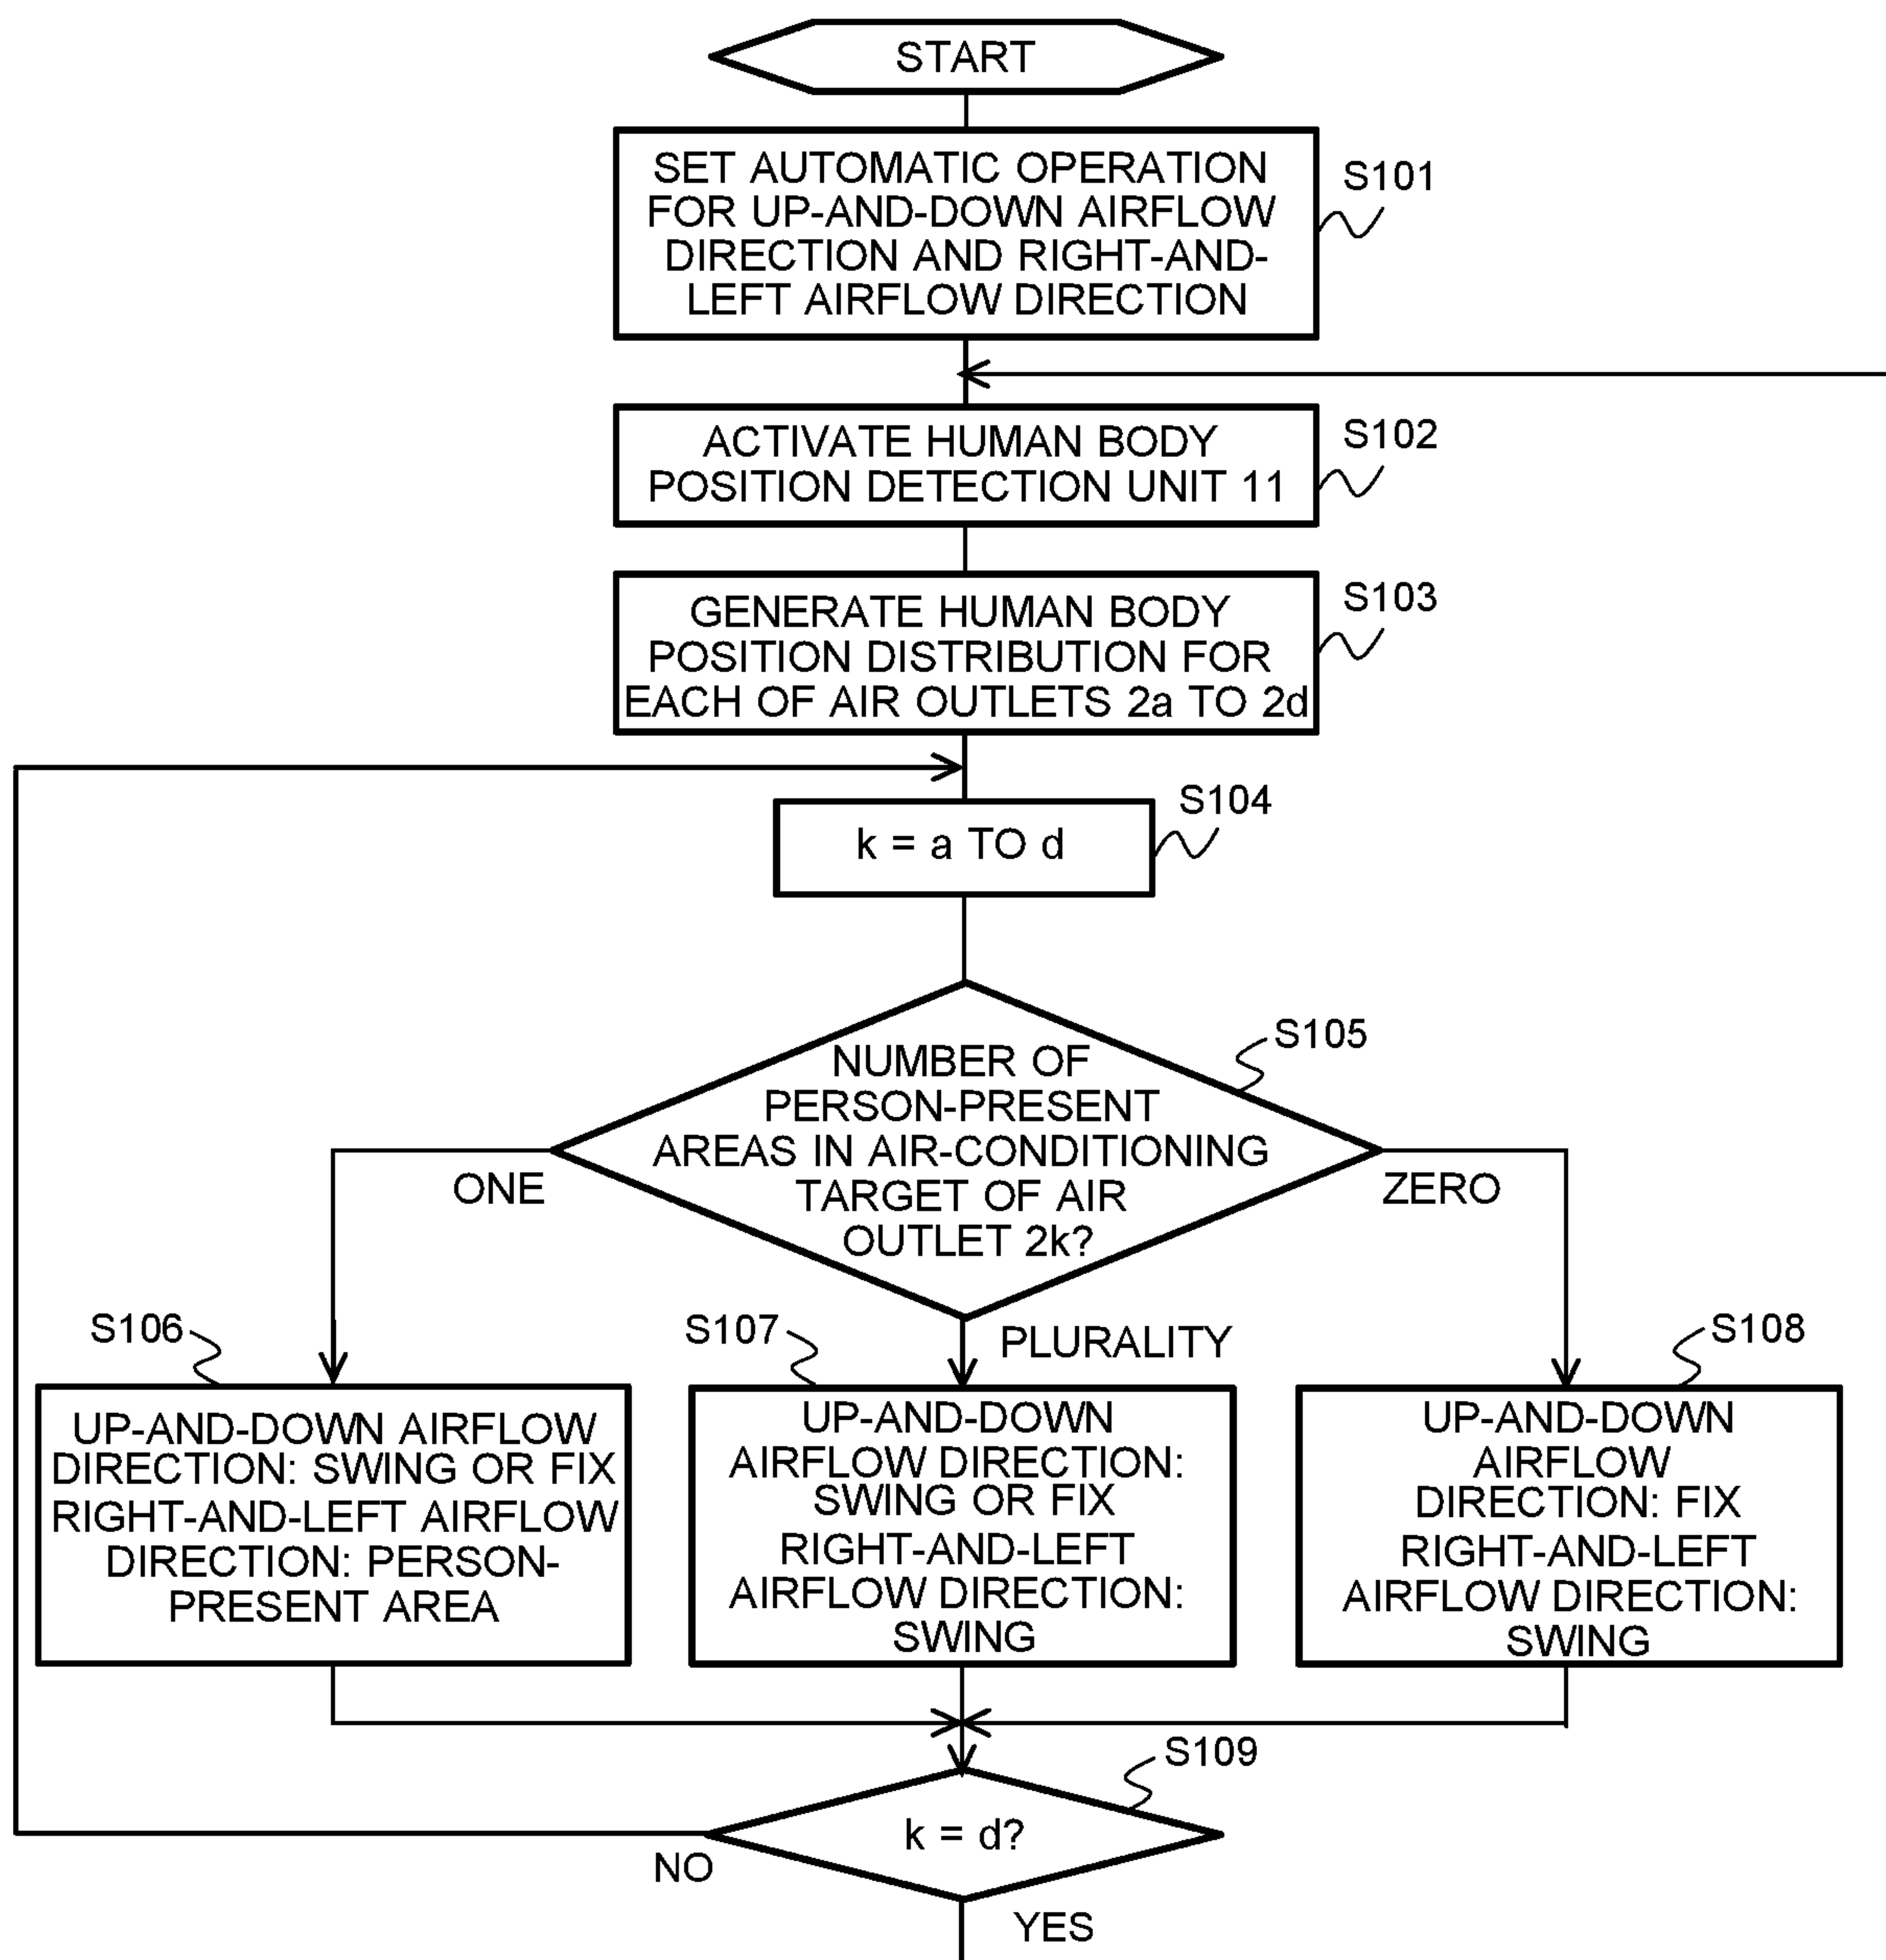 START
SET AUTOMATIC OPERATION
FOR UP-AND-DOWN AIRFLOW
DIRECTION AND RIGHT-AND-
LEFT AIRFLOW DIRECTION
S101
ACTIVATE HUMAN BODY
POSITION DETECTION UNIT 11
S102
GENERATE HUMAN BODY
POSITION DISTRIBUTION FOR
EACH OF AIR OUTLETS 2a TO 2d
S103
k = a TO d
S104
NUMBER OF
PERSON-PRESENT
AREAS IN AIR-CONDITIONING
TARGET OF AIR
OUTLET 2k?
S105
ONE
ZERO
PLURALITY
S106
UP-AND-DOWN AIRFLOW
DIRECTION: SWING OR FIX
RIGHT-AND-LEFT AIRFLOW
DIRECTION: PERSON-
PRESENT AREA
S107
UP-AND-DOWN
AIRFLOW DIRECTION:
SWING OR FIX
RIGHT-AND-LEFT
AIRFLOW DIRECTION:
SWING
S108
UP-AND-DOWN
AIRFLOW
DIRECTION: FIX
RIGHT-AND-LEFT
AIRFLOW DIRECTION:
SWING
S109
k = d?
NO
YES